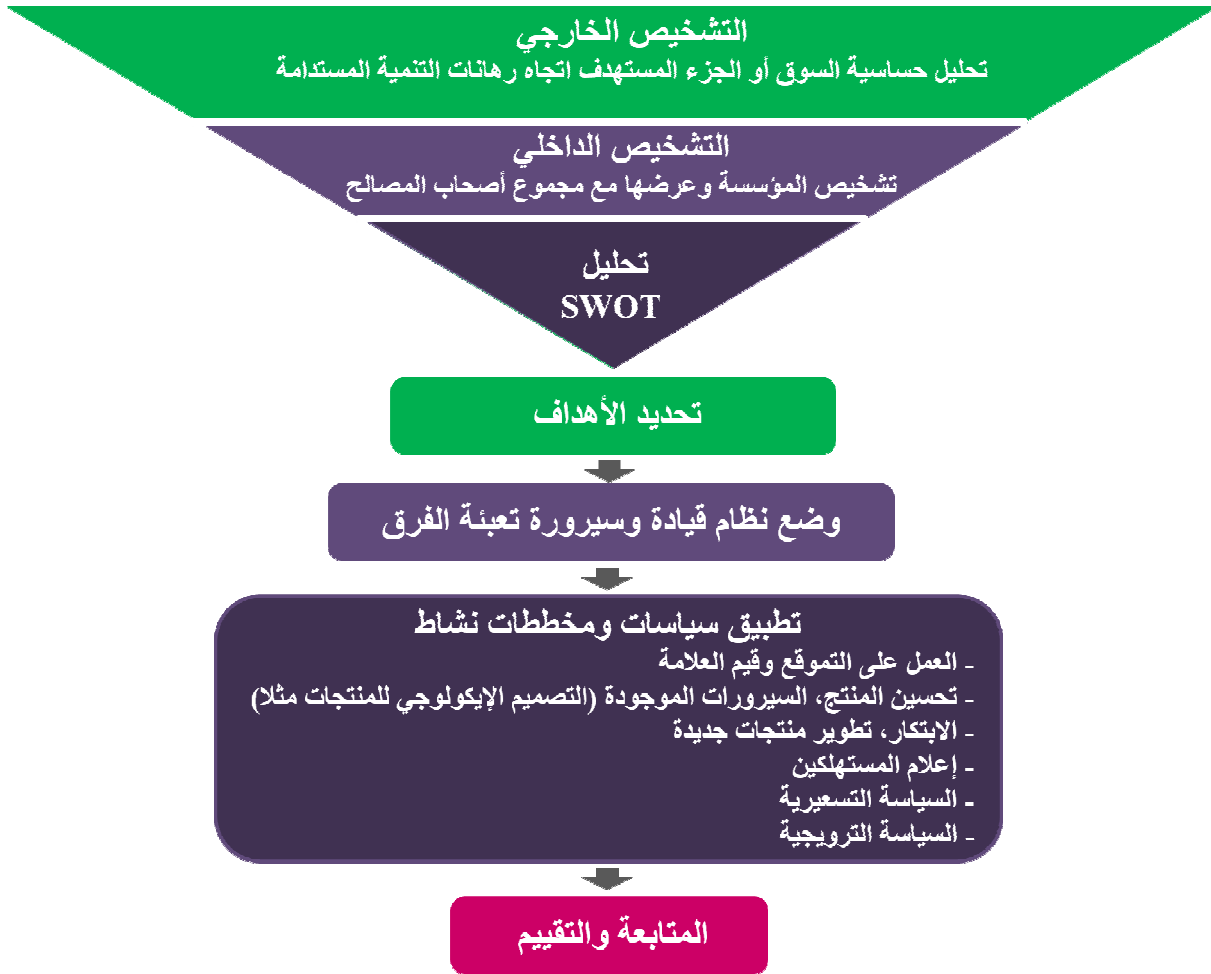 التشخيص الخارجي
تحليل حساسية السوق أو الجزء المستهدف اتجاه رهانات التنمية المستدامة
التشخيص الداخلي
تشخيص المؤسسة وعرضها مع مجموع أصحاب المصالح
تحليل
SWOT
تحديد الأهداف
وضع نظام قيادة وسيرورة تعبئة الفرق
تطبيق سياسات ومخططات نشاط
- العمل على التموقع وقيم العلامة
- تحسين المنتج، السيرورات الموجودة (التصميم الإيكولوجي للمنتجات مثلا)
- الابتكار، تطوير منتجات جديدة
- إعلام المستهلكين
- السياسة التسعيرية
- السياسة الترويجية
المتابعة والتقييم